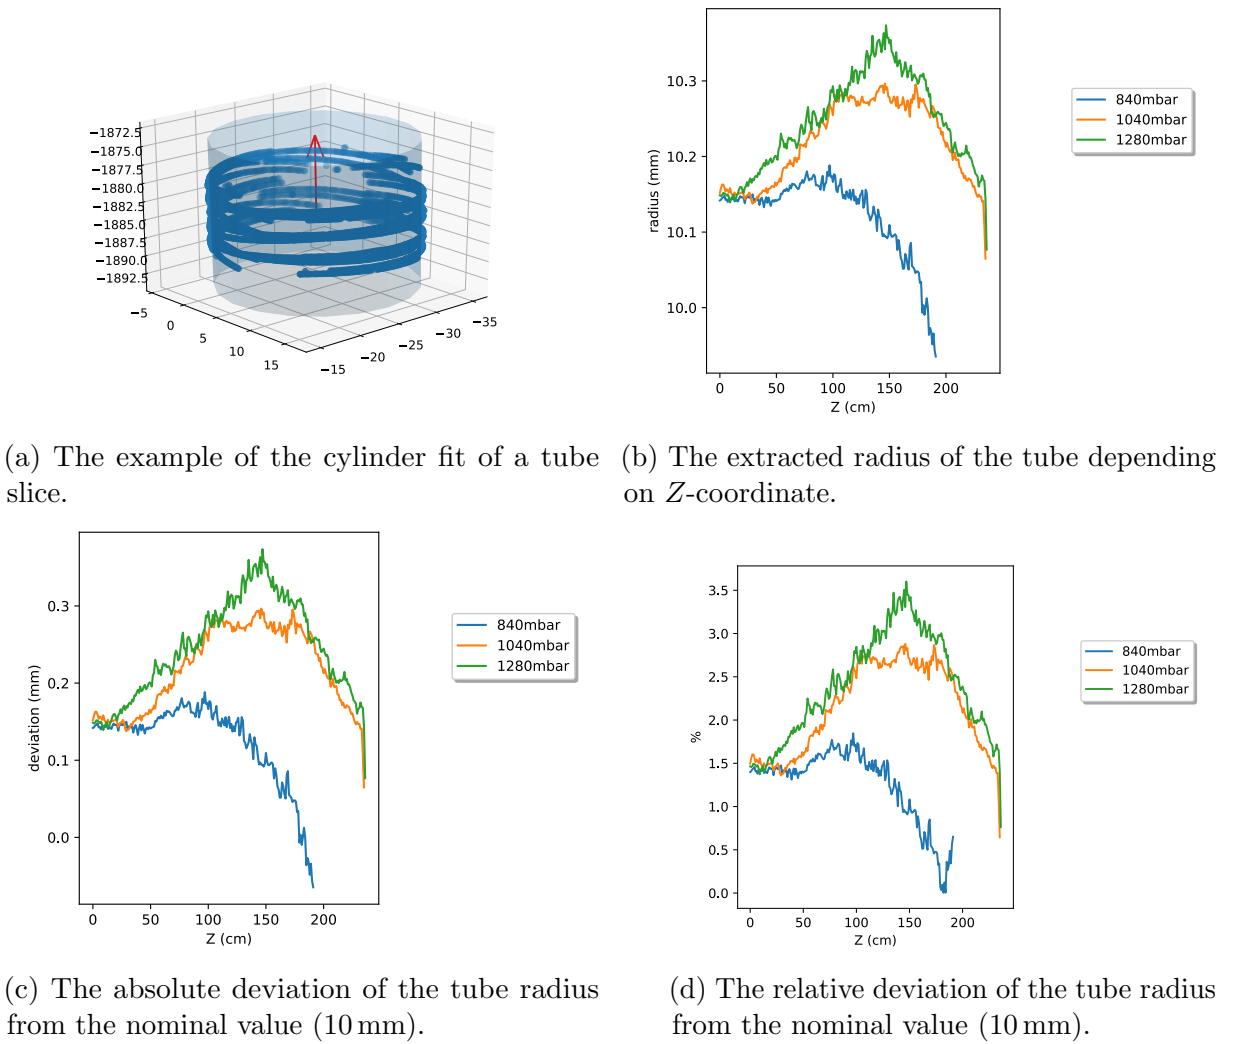 −1872.5
−1875.0
−1877.5
−1880.0
−1882.5
−1885.0
−1887.5
−1890.0
−1892.5
−5
0
5
10
15
−15
−20
−25
−30
−35
(a) The example of the cylinder fit of a tube
slice.
10.3
10.2
10.1
10.0
radius (mm)
0 50 100 150 200
Z (cm)
840mbar
1040mbar
1280mbar
(b) The extracted radius of the tube depending
on Z-coordinate.
0.3
0.2
0.1
0.0
deviation (mm)
0 50 100 150 200
Z (cm)
840mbar
1040mbar
1280mbar
(c) The absolute deviation of the tube radius
from the nominal value (10 mm).
3.5
3.0
2.5
2.0
1.5
1.0
0.5
0.0
%
0 50 100 150 200
Z (cm)
840mbar
1040mbar
1280mbar
(d) The relative deviation of the tube radius
from the nominal value (10 mm).